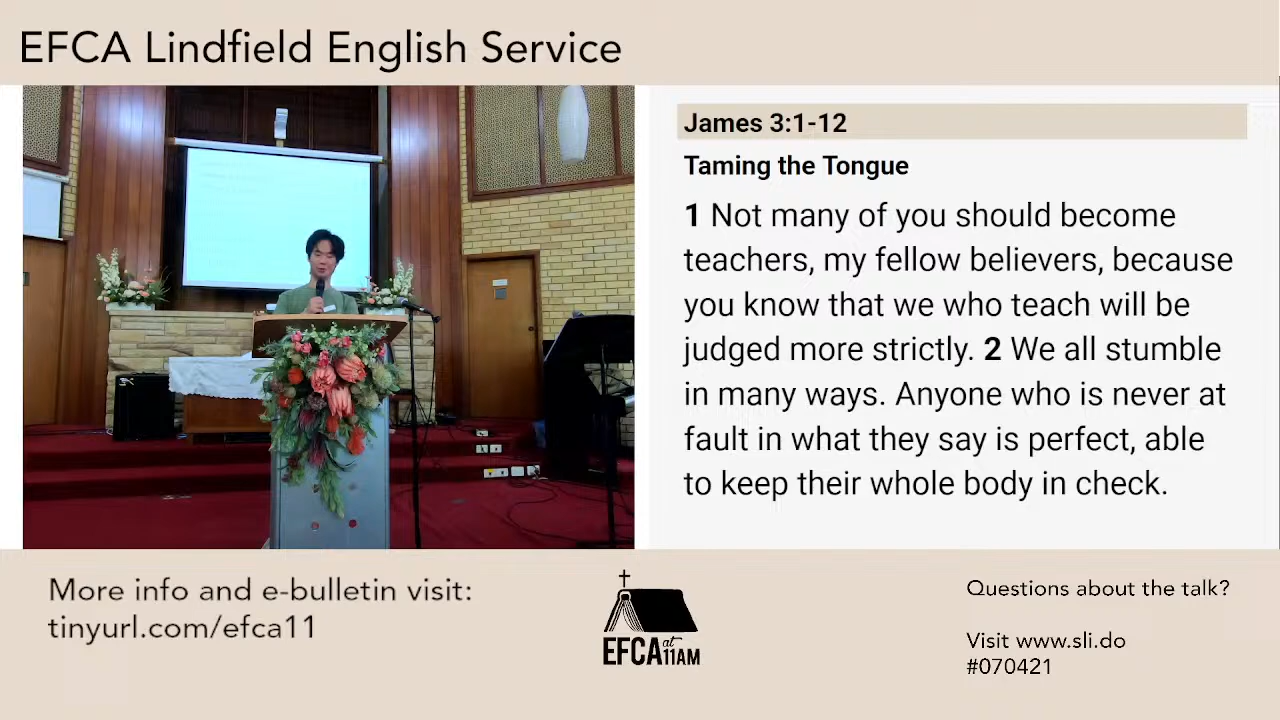 EFCA Lindfield English Service
James 3:1-12
Taming the Tongue
1 Not many of you should become
teachers, my fellow believers, because
you know that we who teach will be
judged more strictly. 2 We all stumble
in many ways. Anyone who is never at
fault in what they say is perfect, able
to keep their whole body in check.
More info and e-bulletin visit:
tinyurl.com/efca11
EFCA at 11AM
Questions about the talk?
Visit www.sli.do
#070421